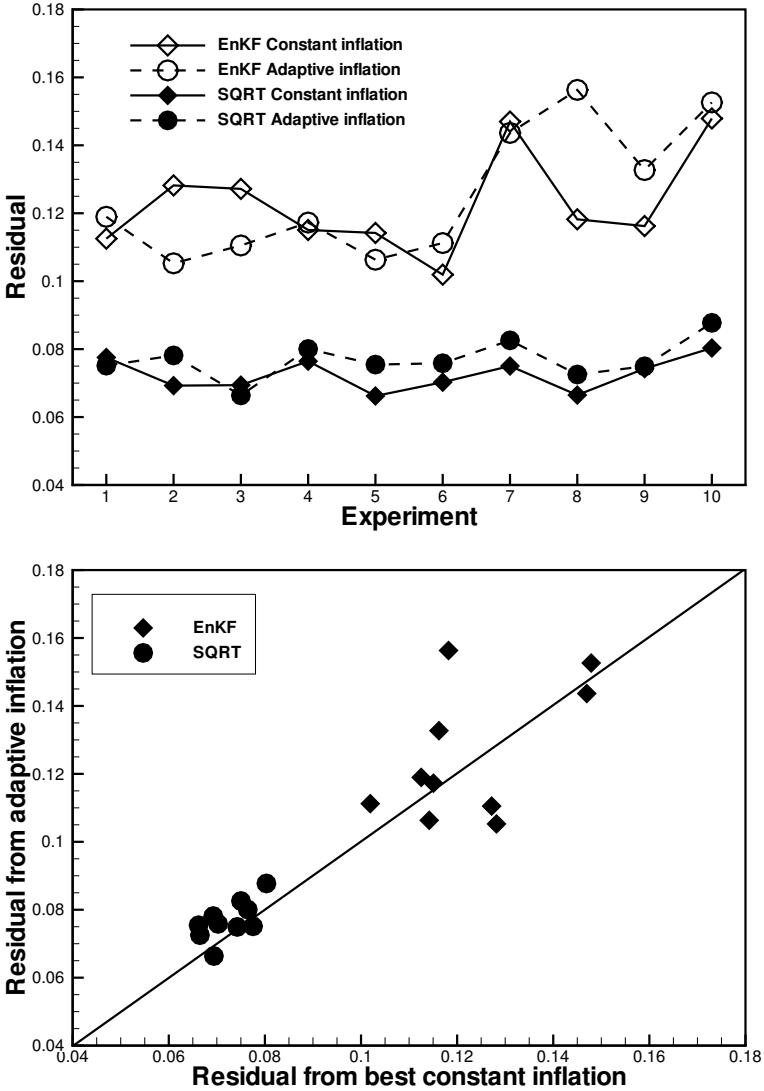 0.18
0.16
0.14
0.12
0.1
0.08
0.06
0.04
Residual
EnKF Constant inflation
EnKF Adaptive inflation
SQRT Constant inflation
SQRT Adaptive inflation
1 2 3 4 5 6 7 8 9 10
Experiment
0.18
0.16
0.14
0.12
0.1
0.08
0.06
0.04
Residual from adaptive inflation
EnKF
SQRT
0.04 0.06 0.08 0.1 0.12 0.14 0.16 0.18
Residual from best constant inflation